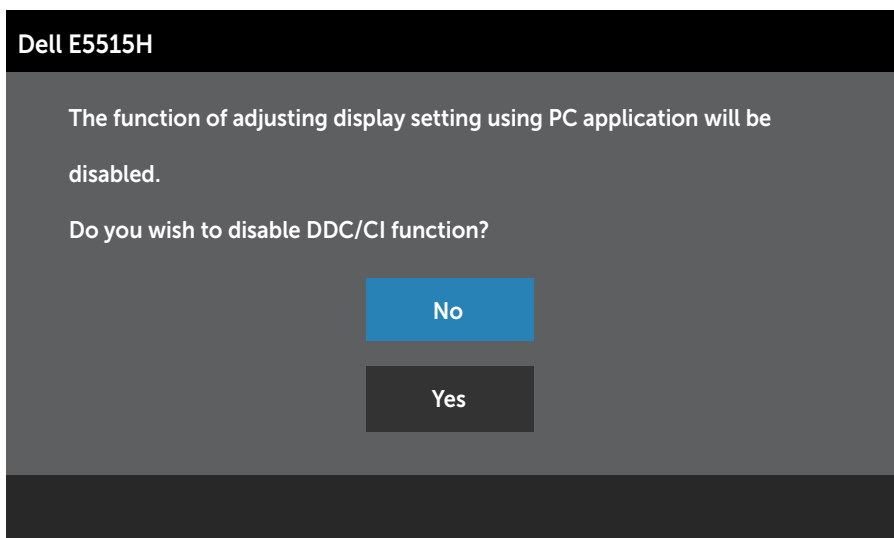 Dell E5515H
The function of adjusting display setting using PC application will be
disabled.
Do you wish to disable DDC/CI function?
No
Yes